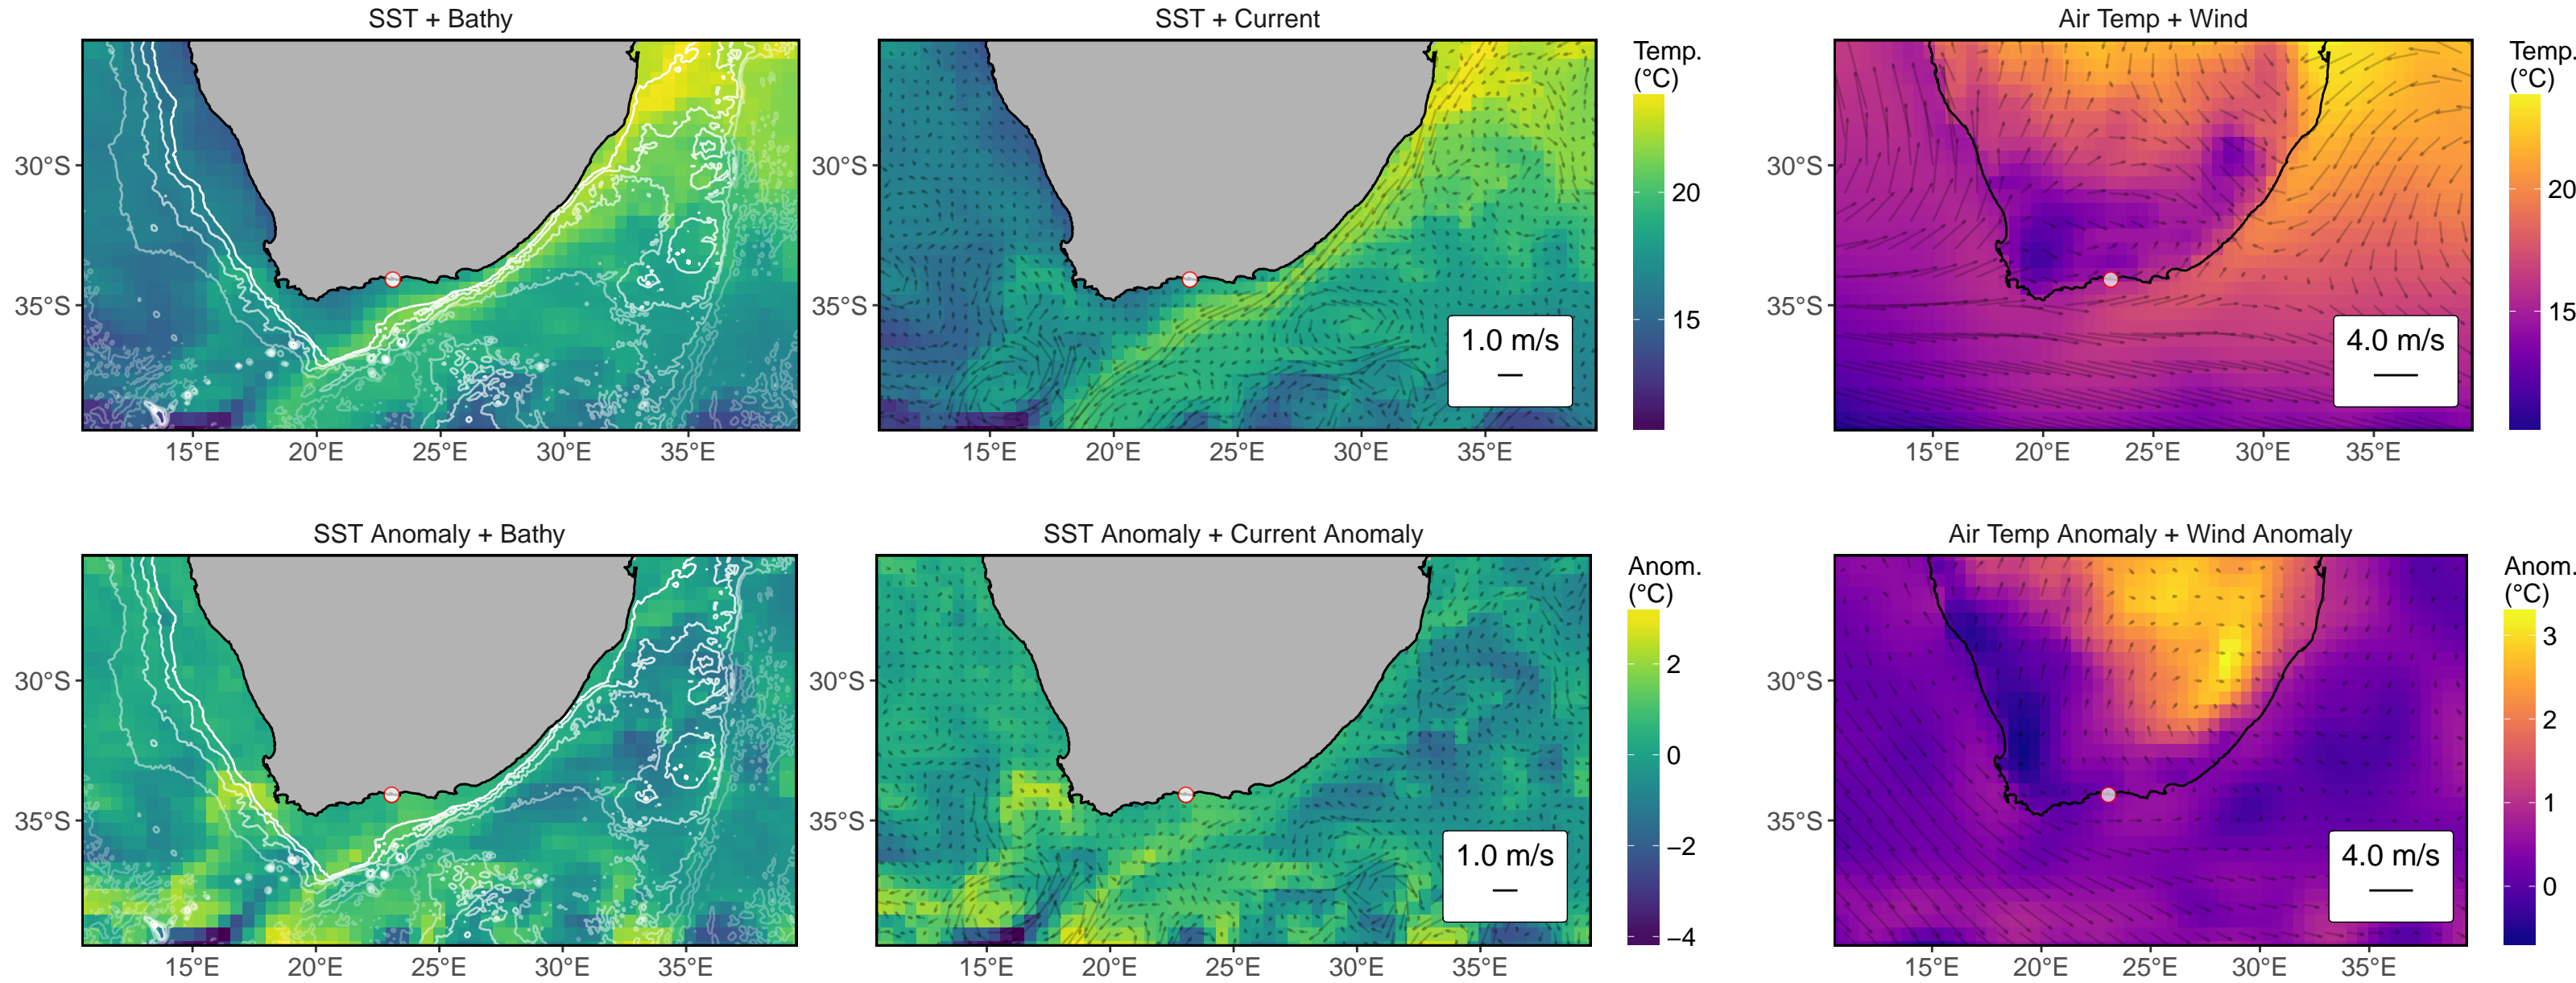 SST + Bathy
30°S
35°S
15°E 20°E 25°E 30°E 35°E
SST + Current
30°S
35°S
1.0 m/s
15°E 20°E 25°E 30°E 35°E
Temp.
(°C)
20
15
Air Temp + Wind
30°S
35°S
4.0 m/s
15°E 20°E 25°E 30°E 35°E
Temp.
(°C)
20
15
SST Anomaly + Bathy
30°S
35°S
15°E 20°E 25°E 30°E 35°E
SST Anomaly + Current Anomaly
30°S
35°S
1.0 m/s
15°E 20°E 25°E 30°E 35°E
Anom.
(°C)
2
0
−2
−4
Air Temp Anomaly + Wind Anomaly
30°S
35°S
4.0 m/s
15°E 20°E 25°E 30°E 35°E
Anom.
(°C)
3
2
1
0